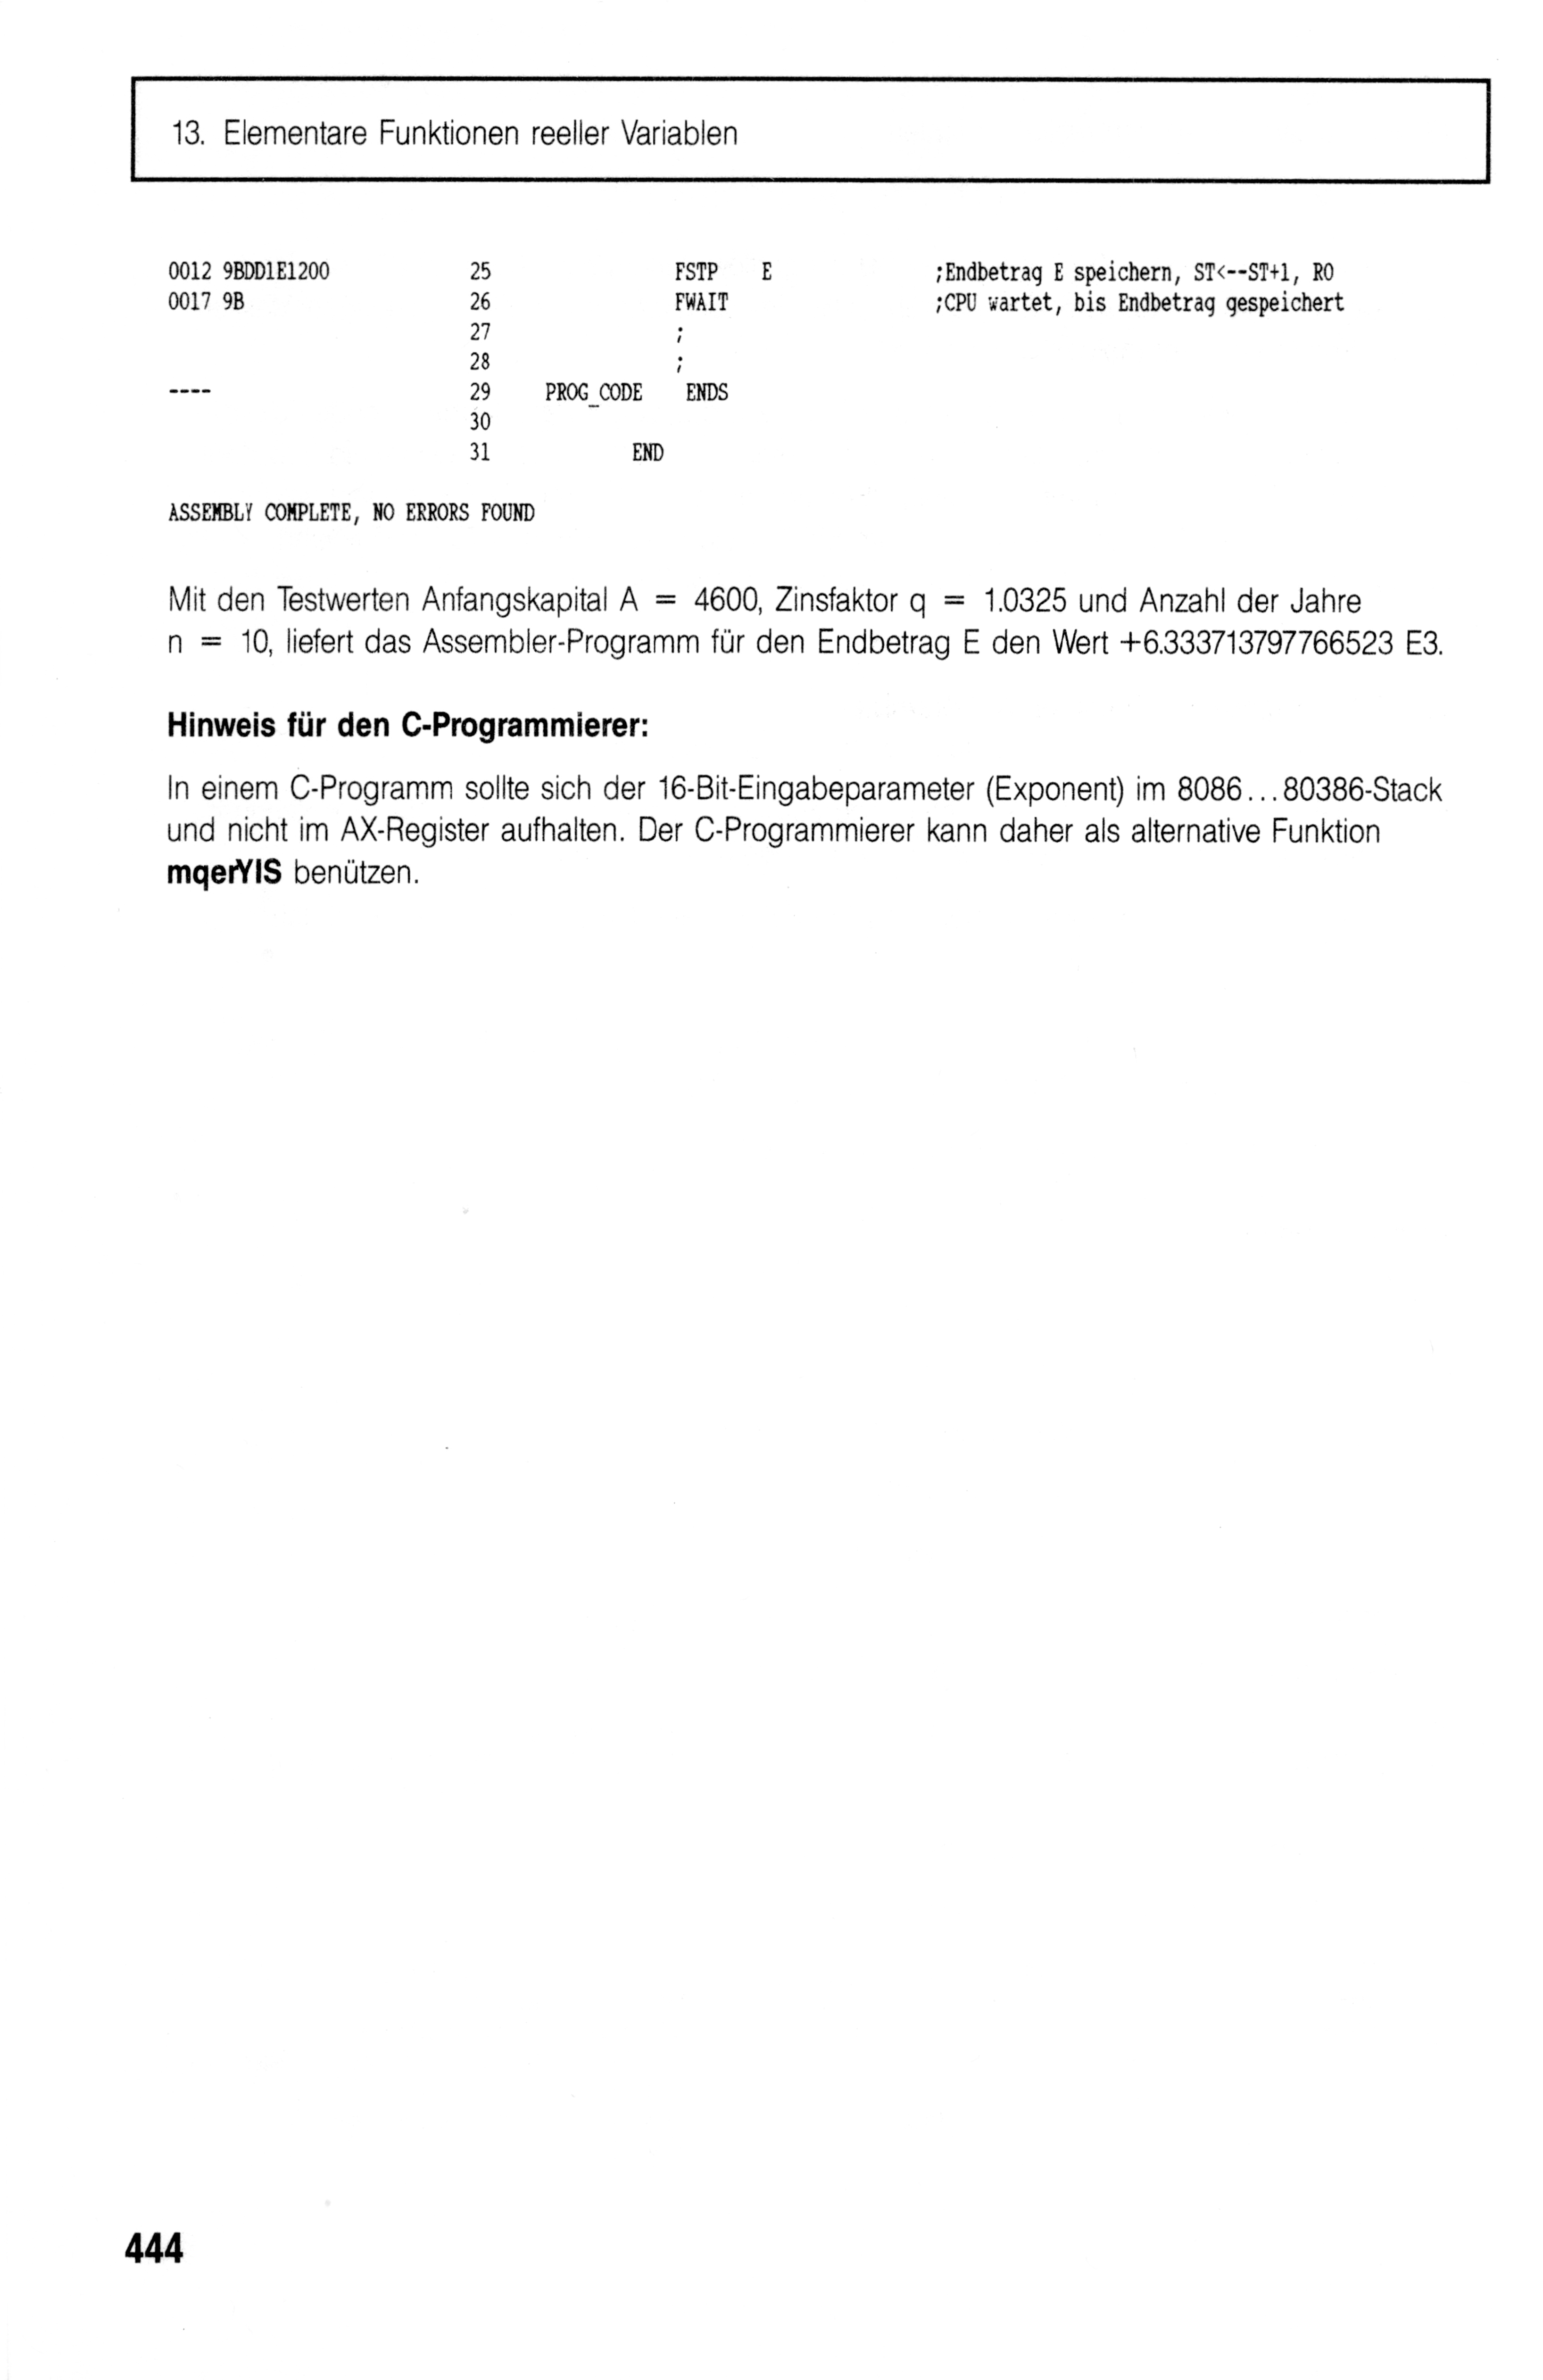 13. Elementare Funktionen reeller Variablen
0012 9BDD1E1200 25 FSTP E ;Endbetrag E speichern, ST<--ST+1, RO
0017 9B 26 FWAIT ;CPU wartet, bis Endbetrag gespeichert
27 ;
28 ;
---- 29 PROG_CODE ENDS
30
31 END
ASSEMBLY COMPLETE, NO ERRORS FOUND
Mit den Testwerten Anfangskapital A = 4600, Zinsfaktor q = 1.0325 und Anzahl der Jahre
n = 10, liefert das Assembler-Programm für den Endbetrag E den Wert +6.333713797766523 E3.
Hinweis für den C-Programmierer:
In einem C-Programm sollte sich der 16-Bit-Eingabeparameter (Exponent) im 8086...80386-Stack
und nicht im AX-Register aufhalten. Der C-Programmierer kann daher als alternative Funktion
mqerYIS benützen.
444